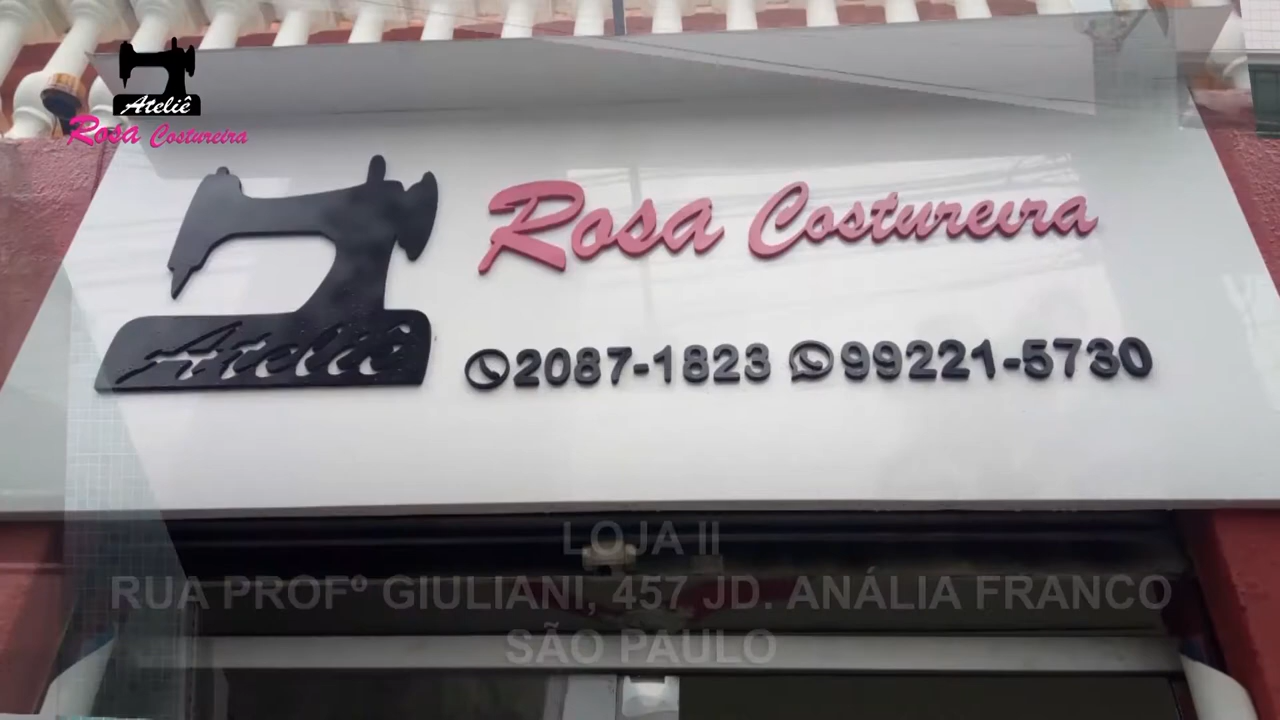 Ateliê
Rosa Costureira
Rosa Costureira
Ateliê
2087-1823 99221-5730
LOJA II
RUA PROFº GIULIANI, 457 JD. ANÁLIA FRANCO
SÃO PAULO